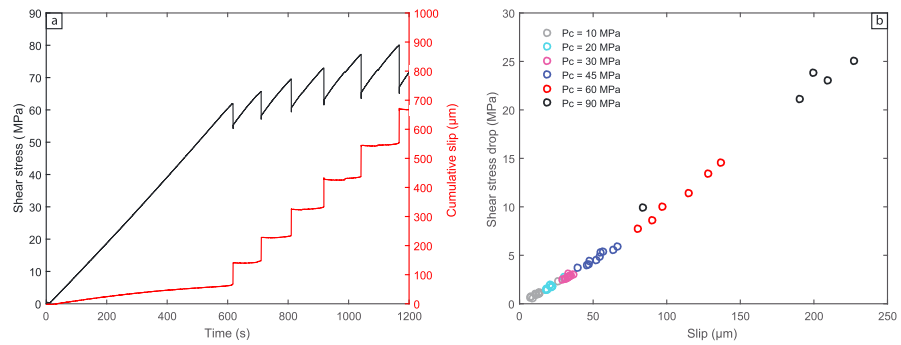 a
90
80
70
60
50
40
30
20
10
0
Shear stress ( MPa)
0 200 400 600 800 1000 1200
Time (s)
1000
900
800
700
600
500
400
300
200
100
0
Cumulative slip (µm)
b
Pc = 10 MPa
Pc = 20 MPa
Pc = 30 MPa
Pc = 45 MPa
Pc = 60 MPa
Pc = 90 MPa
30
25
20
15
10
5
0
Shear stress drop (MPa)
0 50 100 150 200 250
Slip (µm)